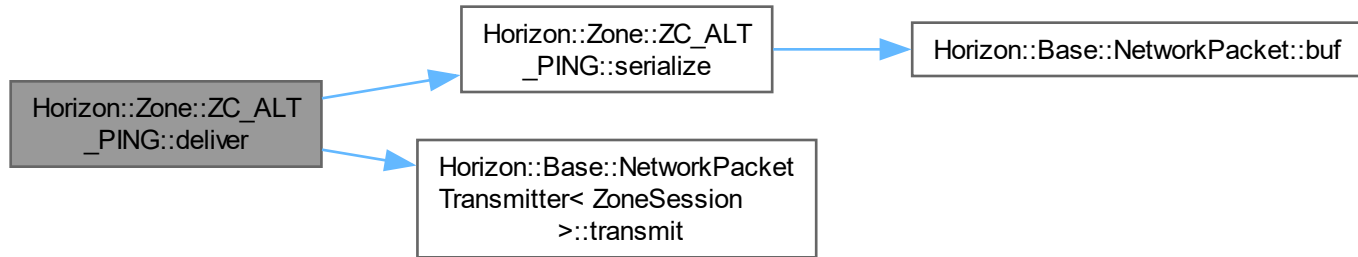 Horizon::Zone::ZC_ALT
_PING::deliver
Horizon::Zone::ZC_ALT
_PING::serialize
Horizon::Base::NetworkPacket::buf
Horizon::Base::NetworkPacket
Transmitter< ZoneSession
>::transmit